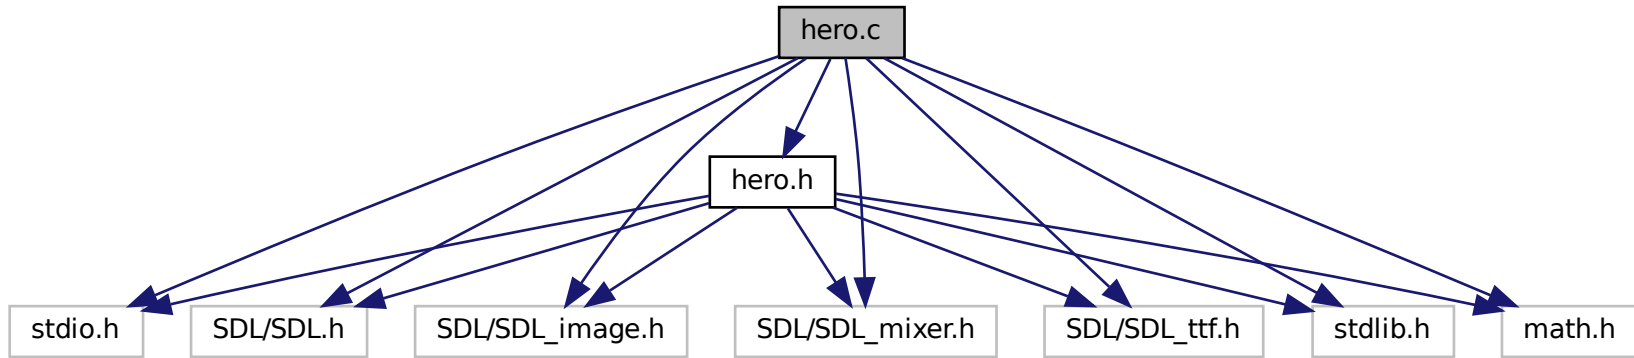 hero.c
hero.h
stdio.h
SDL/SDL.h
SDL/SDL_image.h
SDL/SDL_mixer.h
SDL/SDL_ttf.h
stdlib.h
math.h